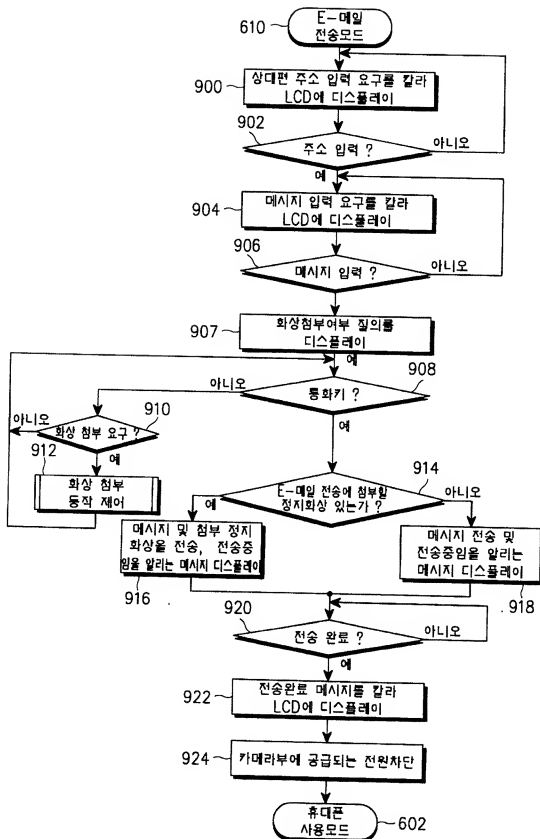 610
E-메일
전송모드
900
상대편 주소 입력 요구를 칼라
LCD에 디스플레이
902
주소 입력 ?
아니오
예
904
메시지 입력 요구를 칼라
LCD에 디스플레이
906
메시지 입력 ?
아니오
907
화상첨부여부 질의를
디스플레이
예
908
통화키 ?
아니오
예
910
화상 첨부 요구 ?
아니오
예
912
화상 첨부
동작 제어
914
E-메일 전송에 첨부할
정지화상 있는가 ?
예
아니오
메시지 및 첨부 정지
화상을 전송, 전송중
임을 알리는 메시지 디스플레이
916
메시지 전송 및
전송중임을 알리는
메시지 디스플레이
918
920
전송 완료 ?
아니오
예
922
전송완료 메시지를 칼라
LCD에 디스플레이
924
카메라부에 공급되는 전원차단
휴대폰
사용모드
602